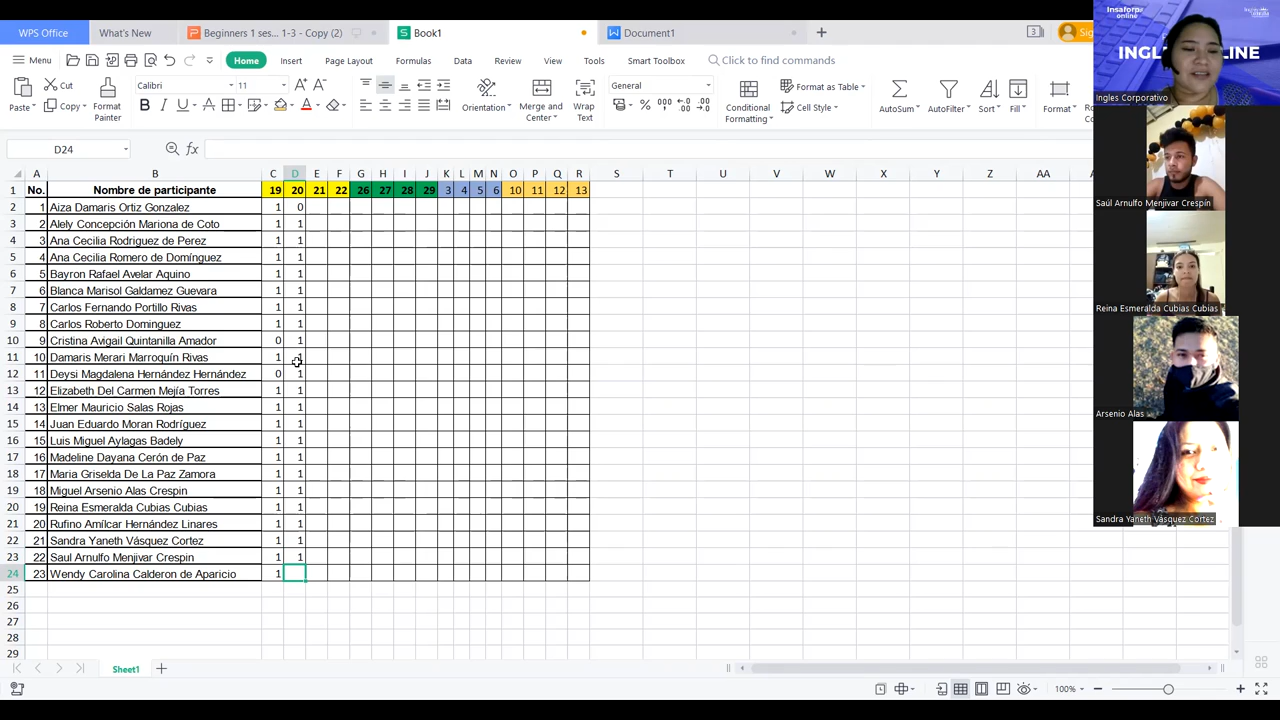 WPS Office What's New Beginners 1 ses... 1-3 - Copy (2) Book1 Document1
Menu Home Insert Page Layout Formulas Data Review View Tools Smart Toolbox Click to find commands
Paste Cut Copy Format Painter Calibri 11 Orientation Merge and Center Wrap Text General Conditional Formatting Format as Table Cell Style AutoSum AutoFilter Sort Fill Format
D24 fx
A B C D E F G H I J K L M N O P Q R S T U V W X Y Z AA
1 No. Nombre de participante 19 20 21 22 26 27 28 29 3 4 5 6 10 11 12 13
2 1 Aiza Damaris Ortiz Gonzalez 1 0
3 2 Alely Concepción Mariona de Coto 1 1
4 3 Ana Cecilia Rodriguez de Perez 1 1
5 4 Ana Cecilia Romero de Domínguez 1 1
6 5 Bayron Rafael Avelar Aquino 1 1
7 6 Blanca Marisol Galdamez Guevara 1 1
8 7 Carlos Fernando Portillo Rivas 1 1
9 8 Carlos Roberto Dominguez 1 1
10 9 Cristina Avigail Quintanilla Amador 0 1
11 10 Damaris Merari Marroquín Rivas 1 1
12 11 Deysi Magdalena Hernández Hernández 0 1
13 12 Elizabeth Del Carmen Mejía Torres 1 1
14 13 Elmer Mauricio Salas Rojas 1 1
15 14 Juan Eduardo Moran Rodríguez 1 1
16 15 Luis Miguel Aylagas Badely 1 1
17 16 Madeline Dayana Cerón de Paz 1 1
18 17 Maria Griselda De La Paz Zamora 1 1
19 18 Miguel Arsenio Alas Crespin 1 1
20 19 Reina Esmeralda Cubias Cubias 1 1
21 20 Rufino Amílcar Hernández Linares 1 1
22 21 Sandra Yaneth Vásquez Cortez 1 1
23 22 Saul Arnulfo Menjivar Crespin 1 1
24 23 Wendy Carolina Calderon de Aparicio 1
25
26
27
28
29
Sheet1
100%
Insaforp online
Ingles Corporativo
Saúl Arnulfo Menjivar Crespín
Reina Esmeralda Cubias Cubias
Arsenio Alas
Sandra Yaneth Vásquez Cortez